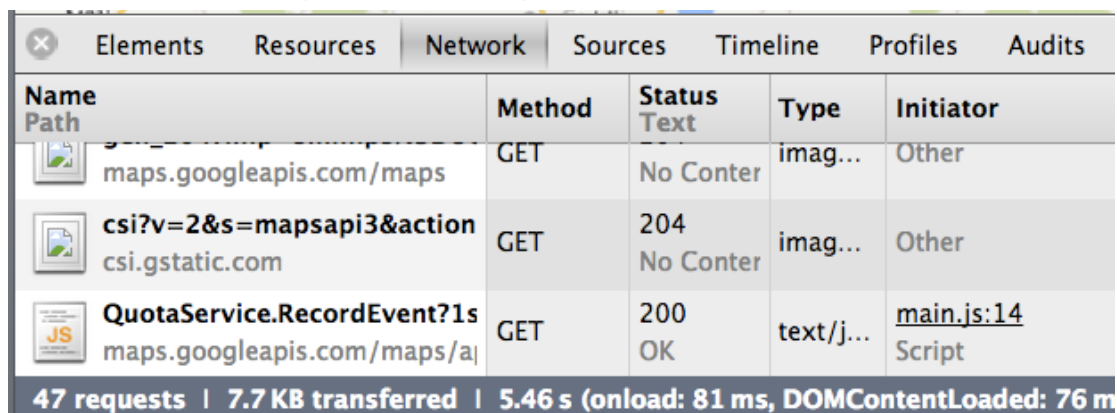 Elements Resources Network Sources Timeline Profiles Audits
Name Method Status Type Initiator
Path Text
GET imag... Other
maps.googleapis.com/maps No Conter
csi?v=2&s=mapsapi3&action GET 204 imag... Other
csi.gstatic.com No Conter
QuotaService.RecordEvent?1s GET 200 text/j... main.js:14
JS maps.googleapis.com/maps/a OK Script
47 requests | 7.7 KB transferred | 5.46 s (onload: 81 ms, DOMContentLoaded: 76 m